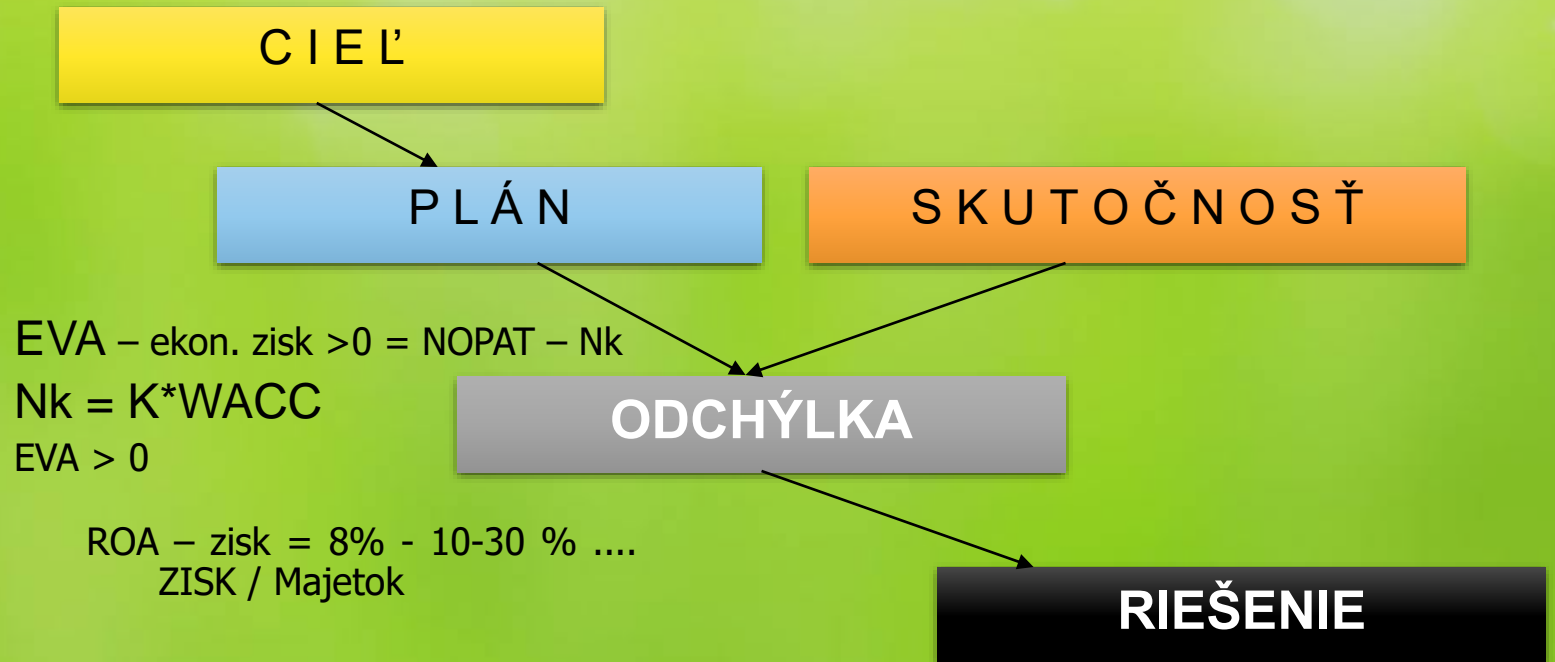 C I E Ľ
P L Á N
S K U T O Č N O S Ť
EVA – ekon. zisk >0 = NOPAT – Nk
Nk = K*WACC
EVA > 0
ODCHÝLKA
ROA – zisk = 8% - 10-30 % ....
ZISK / Majetok
RIEŠENIE